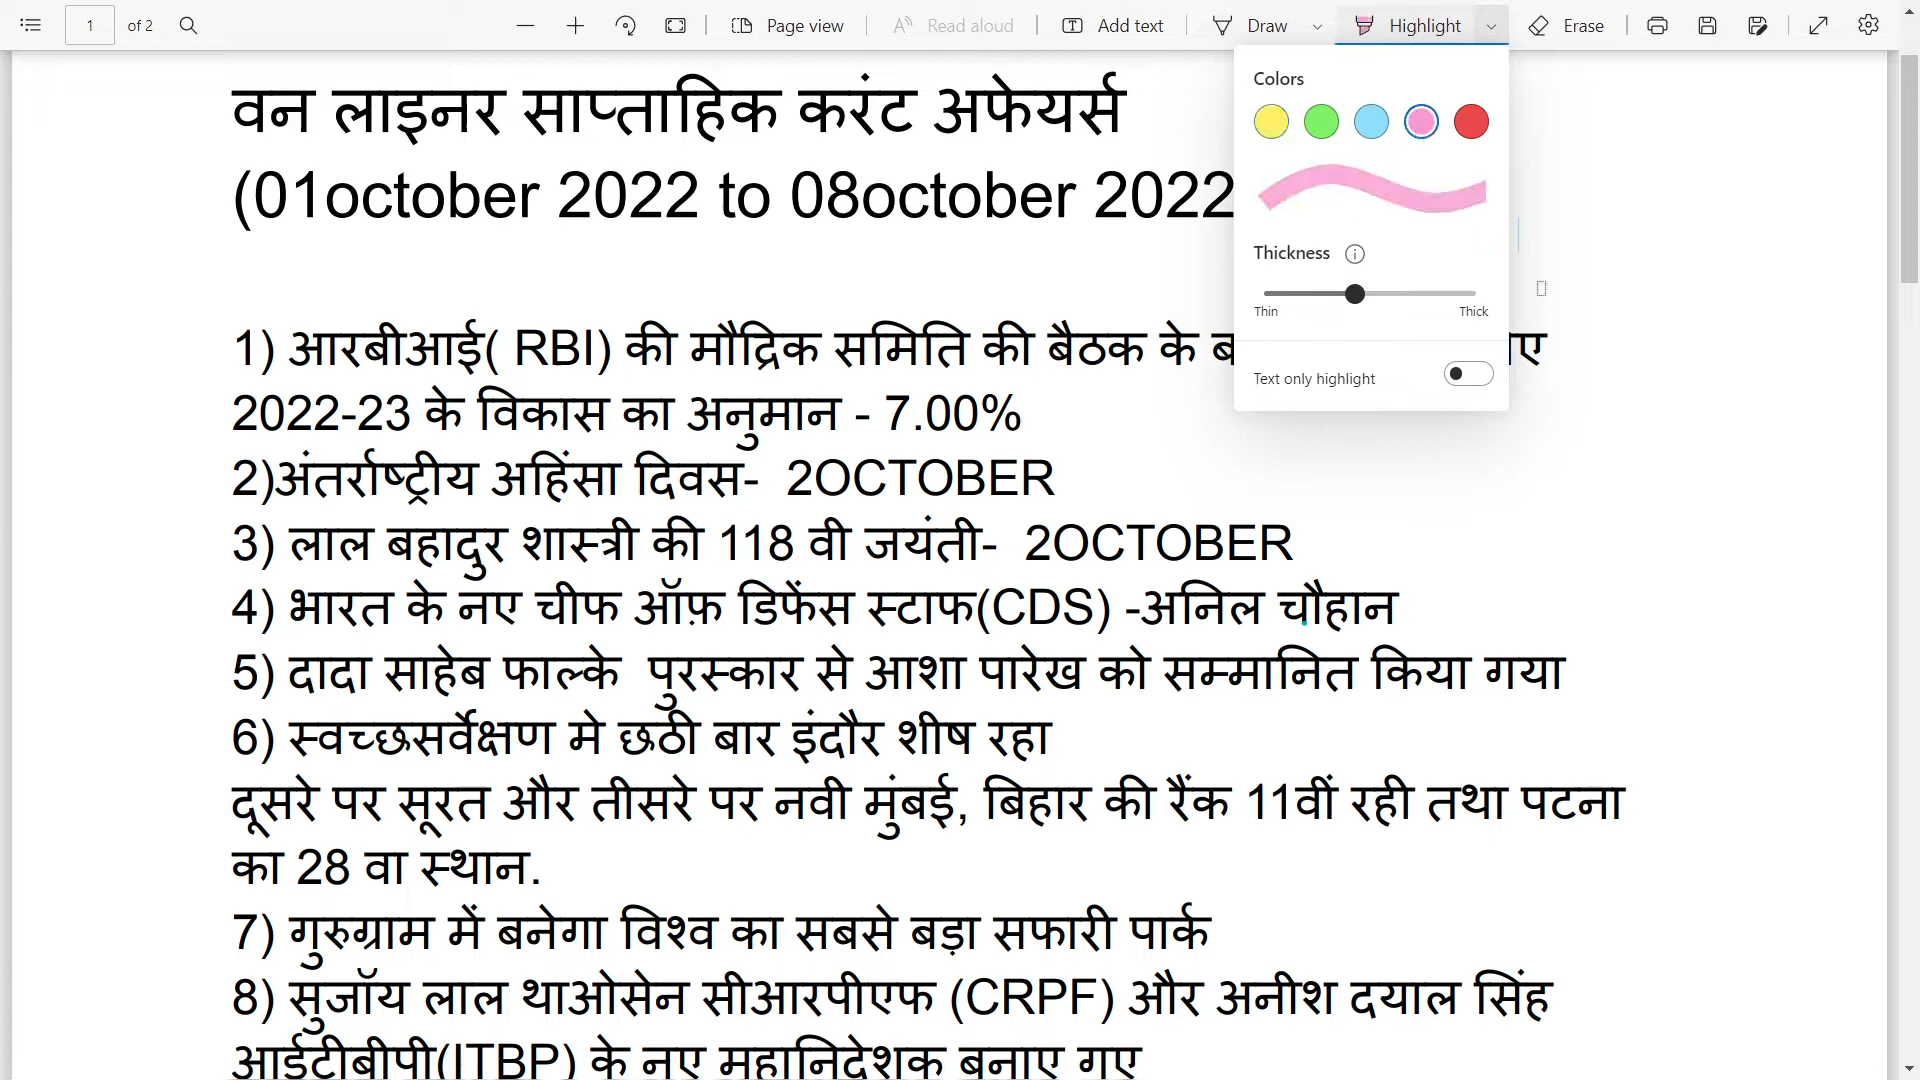 1 of 2 Page view Read aloud Add text Draw Highlight Erase
Colors
Thickness
Thin Thick
Text only highlight
वन लाइनर साप्ताहिक करंट अफेयर्स
(01october 2022 to 08october 2022
1) आरबीआई( RBI) की मौद्रिक समिति की बैठक के
2022-23 के विकास का अनुमान - 7.00%
2)अंतर्राष्ट्रीय अहिंसा दिवस- 2OCTOBER
3) लाल बहादुर शास्त्री की 118 वी जयंती- 2OCTOBER
4) भारत के नए चीफ ऑफ़ डिफेंस स्टाफ(CDS) -अनिल चौहान
5) दादा साहेब फाल्के पुरस्कार से आशा पारेख को सम्मानित किया गया
6) स्वच्छसर्वेक्षण मे छठी बार इंदौर शीष रहा
दूसरे पर सूरत और तीसरे पर नवी मुंबई, बिहार की रैंक 11वीं रही तथा पटना
का 28 वा स्थान.
7) गुरुग्राम में बनेगा विश्व का सबसे बड़ा सफारी पार्क
8) सुजॉय लाल थाओसेन सीआरपीएफ (CRPF) और अनीश दयाल सिंह
आईटीबीपी(ITBP) के नए महानिदेशक बनाए गए